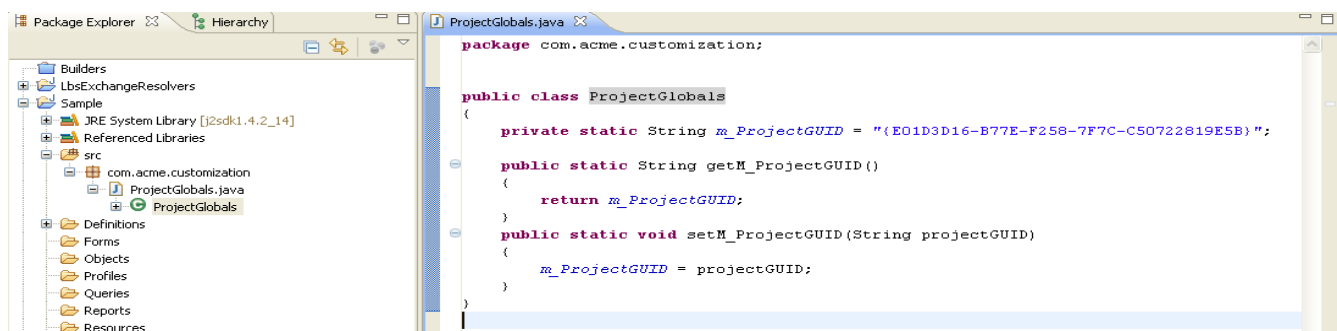 Package Explorer
Hierarchy
Builders
LbsExchangeResolvers
Sample
JRE System Library [j2sdk1.4.2_14]
Referenced Libraries
src
com.acme.customization
ProjectGlobals.java
ProjectGlobals
Definitions
Forms
Objects
Profiles
Queries
Reports
Resources
ProjectGlobals.java
package com.acme.customization;
public class ProjectGlobals
{
private static String m_ProjectGUID = "{E01D3D16-B77E-F258-7F7C-C50722819E5B}";
public static String getM_ProjectGUID()
{
return m_ProjectGUID;
}
public static void setM_ProjectGUID(String projectGUID)
{
m_ProjectGUID = projectGUID;
}
}